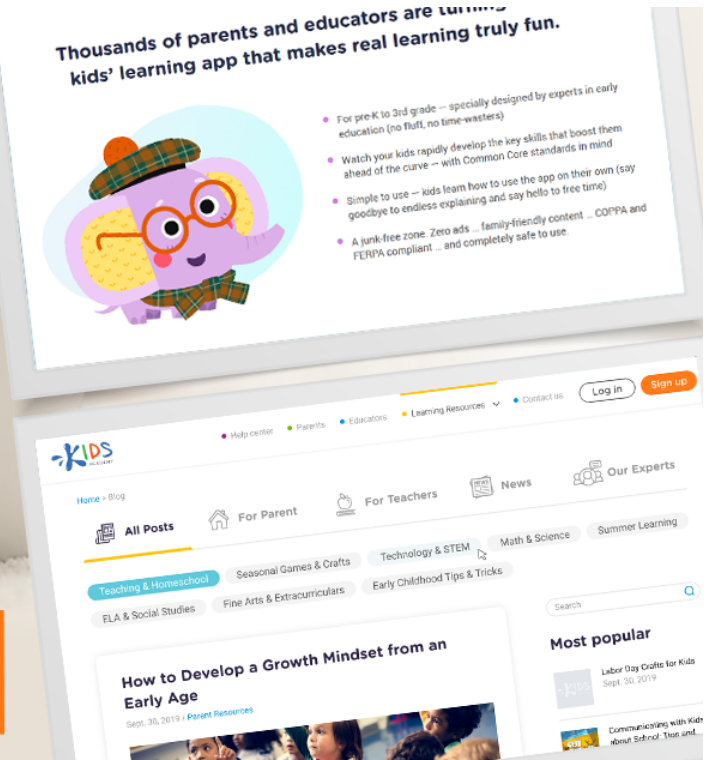 Thousands of parents and educators are
kids' learning app that makes real learning truly fun.
For pre-K to 3rd grade — specially designed by experts in early
education (no fluff, no time-wasters)
Watch your kids rapidly develop the key skills that boost them
ahead of the curve — with Common Core standards in mind
Simple to use — kids learn how to use the app on their own (say
goodbye to endless explaining and say hello to free time)
A junk-free zone. Zero ads ... family-friendly content ... COPPA and
FERPA compliant ... and completely safe to use.
Help center Parents Educators Learning Resources Contact us Log in Sign up
KIDS
ACADEMY
Home > Blog
All Posts For Parent For Teachers News Our Experts
Teaching & Homeschool Seasonal Games & Crafts Technology & STEM Math & Science Summer Learning
ELA & Social Studies Fine Arts & Extracurriculars Early Childhood Tips & Tricks
Search
How to Develop a Growth Mindset from an
Early Age
Sept. 30, 2019 / Parent Resources
Most popular
Labor Day Crafts for Kids
Sept. 30, 2019
Communicating with Kids
about School: Tips and